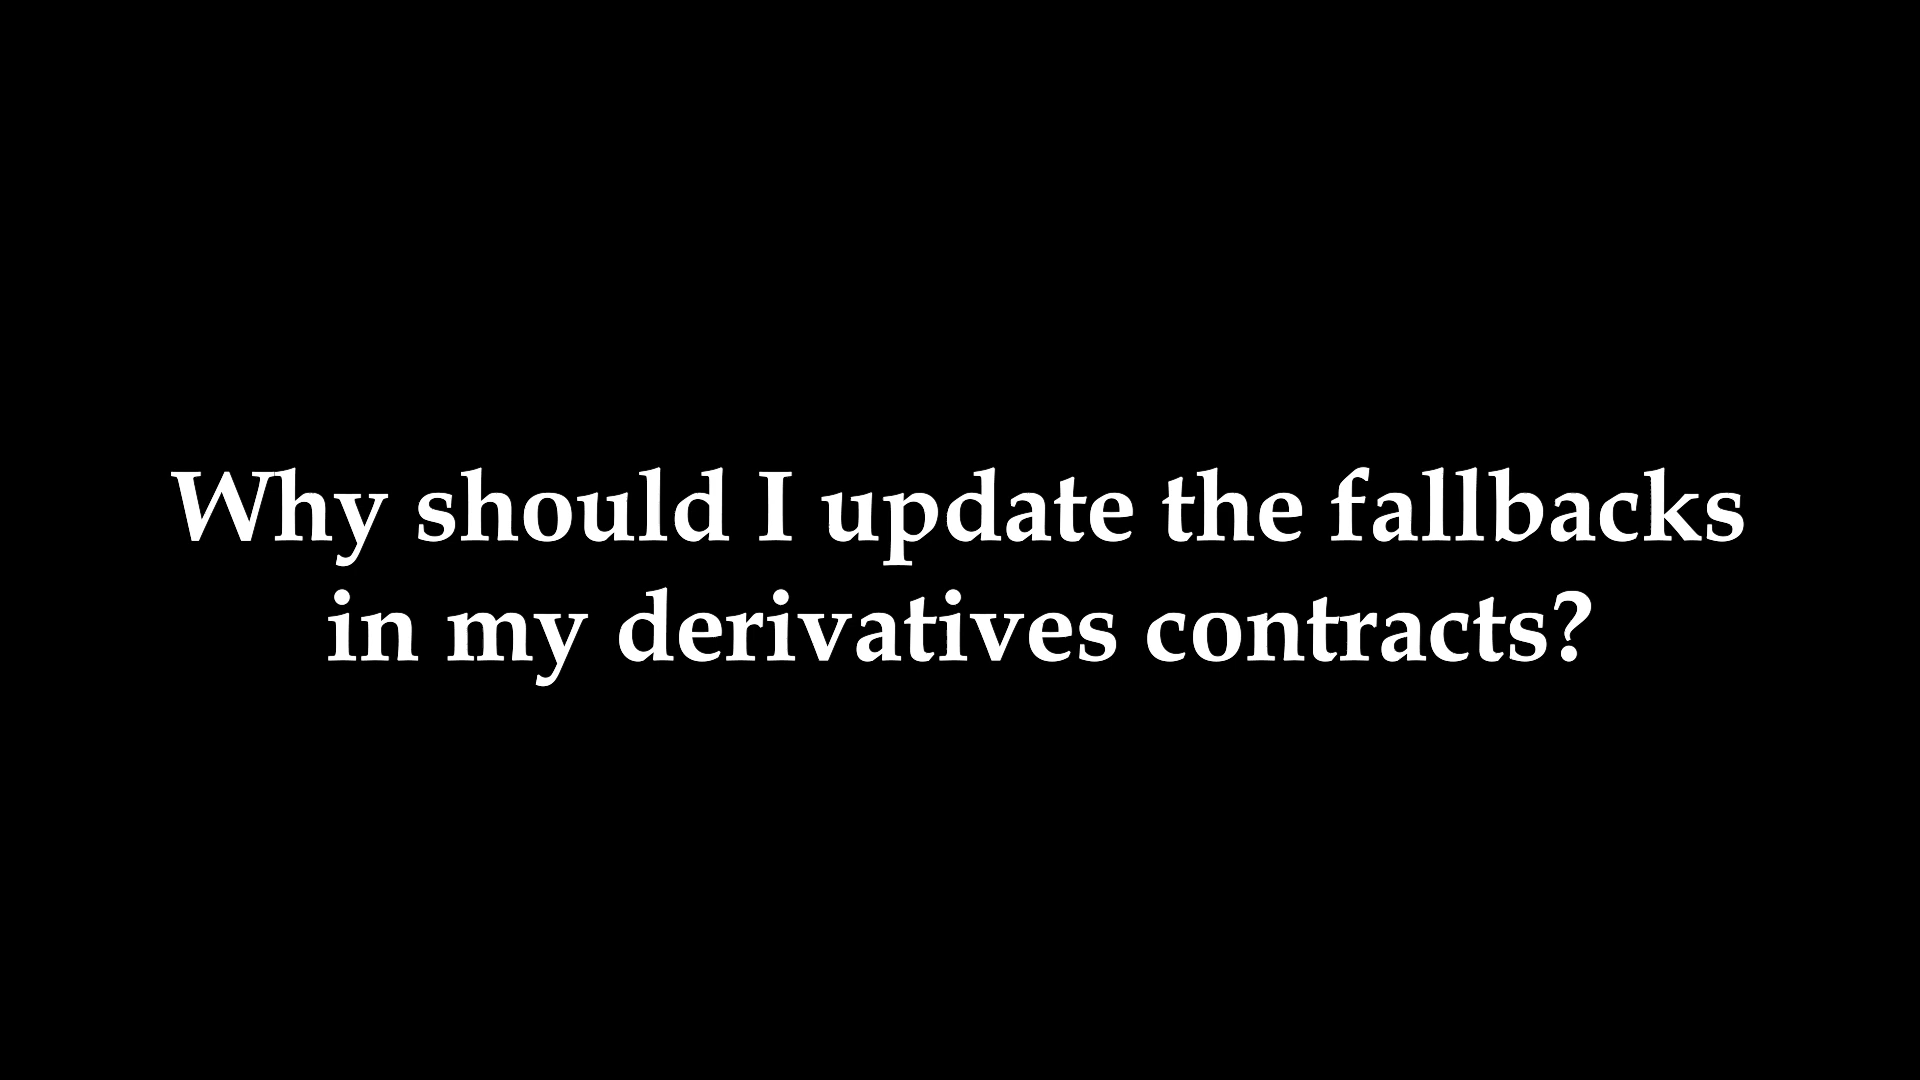 Why should I update the fallbacks
in my derivatives contracts?